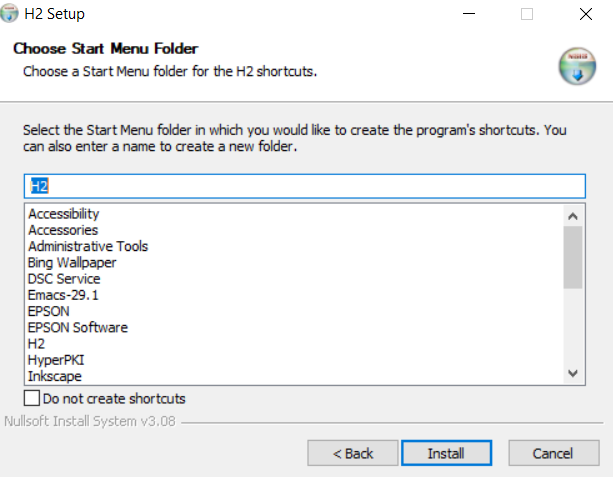 H2 Setup
Choose Start Menu Folder
Choose a Start Menu folder for the H2 shortcuts.
Select the Start Menu folder in which you would like to create the program's shortcuts. You
can also enter a name to create a new folder.
H2
Accessibility
Accessories
Administrative Tools
Bing Wallpaper
DSC Service
Emacs-29.1
EPSON
EPSON Software
H2
HyperPKI
Inkscape
Do not create shortcuts
Nullsoft Install System v3.08
< Back
Install
Cancel